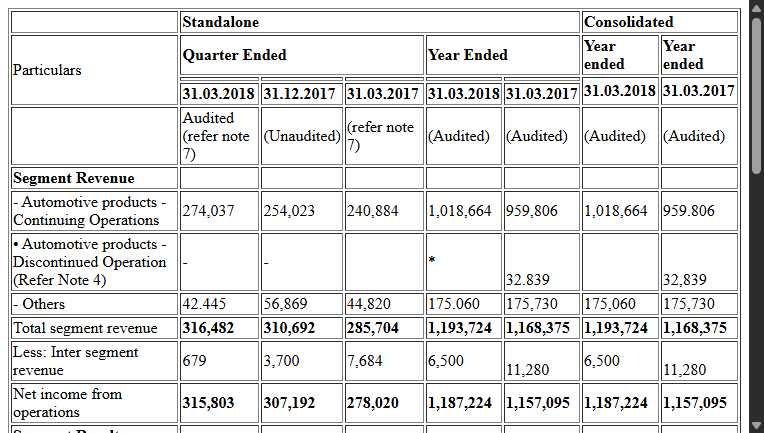 Standalone Consolidated
Particulars Quarter Ended Year Ended Year ended Year ended
31.03.2018 31.12.2017 31.03.2017 31.03.2018 31.03.2017 31.03.2018 31.03.2017
Audited (refer note 7) (Unaudited) (refer note 7) (Audited) (Audited) (Audited) (Audited)
Segment Revenue
- Automotive products - Continuing Operations 274,037 254,023 240,884 1,018,664 959,806 1,018,664 959.806
• Automotive products - Discontinued Operation (Refer Note 4) - - * 32.839 32,839
- Others 42.445 56,869 44,820 175.060 175,730 175,060 175,730
Total segment revenue 316,482 310,692 285,704 1,193,724 1,168,375 1,193,724 1,168,375
Less: Inter segment revenue 679 3,700 7,684 6,500 11,280 6,500 11,280
Net income from operations 315,803 307,192 278,020 1,187,224 1,157,095 1,187,224 1,157,095